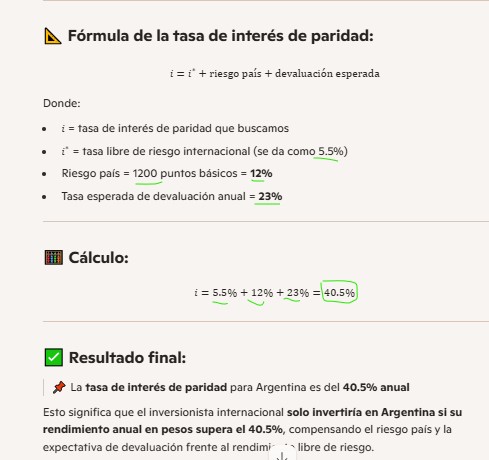 Fórmula de la tasa de interés de paridad:
i = i* + riesgo país + devaluación esperada
Donde:
• i = tasa de interés de paridad que buscamos
• i* = tasa libre de riesgo internacional (se da como 5.5%)
• Riesgo país = 1200 puntos básicos = 12%
• Tasa esperada de devaluación anual = 23%
Cálculo:
i = 5.5% + 12% + 23% = 40.5%
Resultado final:
La tasa de interés de paridad para Argentina es del 40.5% anual
Esto significa que el inversionista internacional solo invertiría en Argentina si su
rendimiento anual en pesos supera el 40.5%, compensando el riesgo país y la
expectativa de devaluación frente al libre de riesgo.